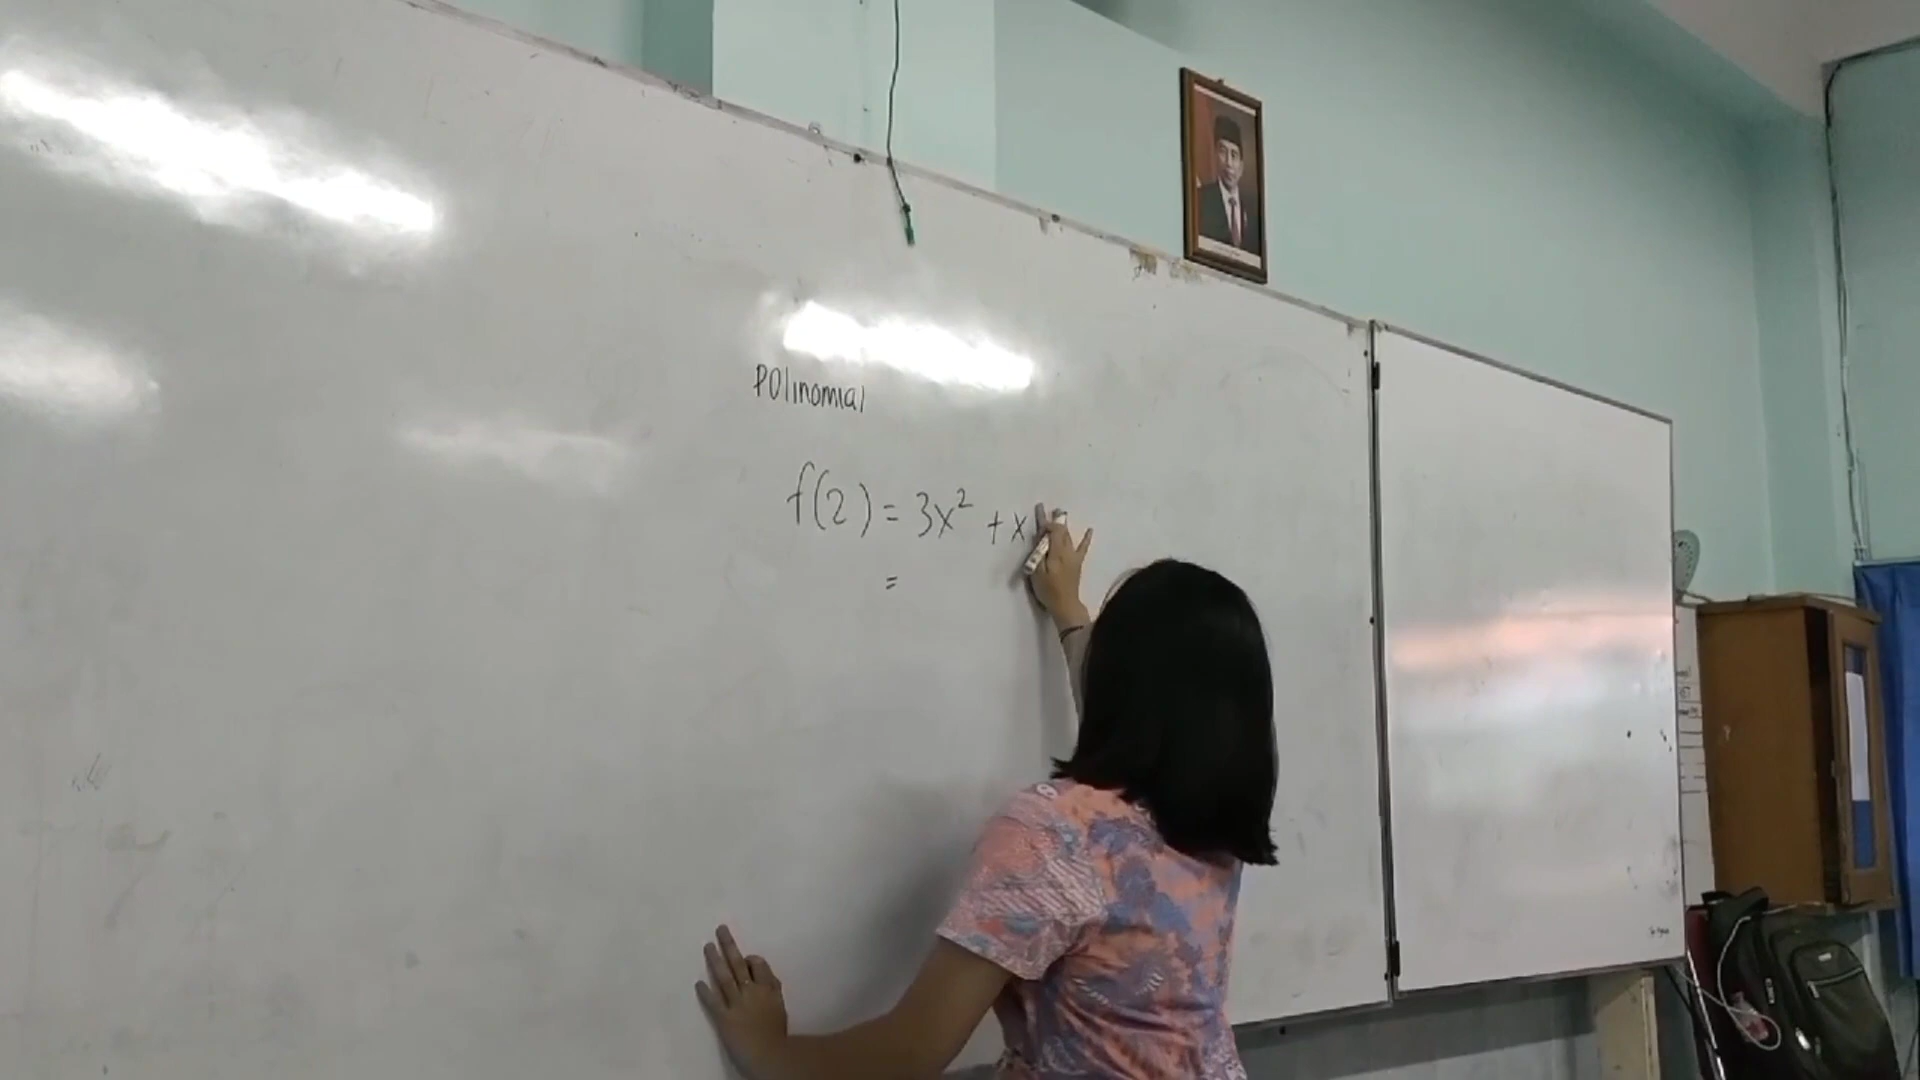 POlinomial
f(2) = 3x² + x
=